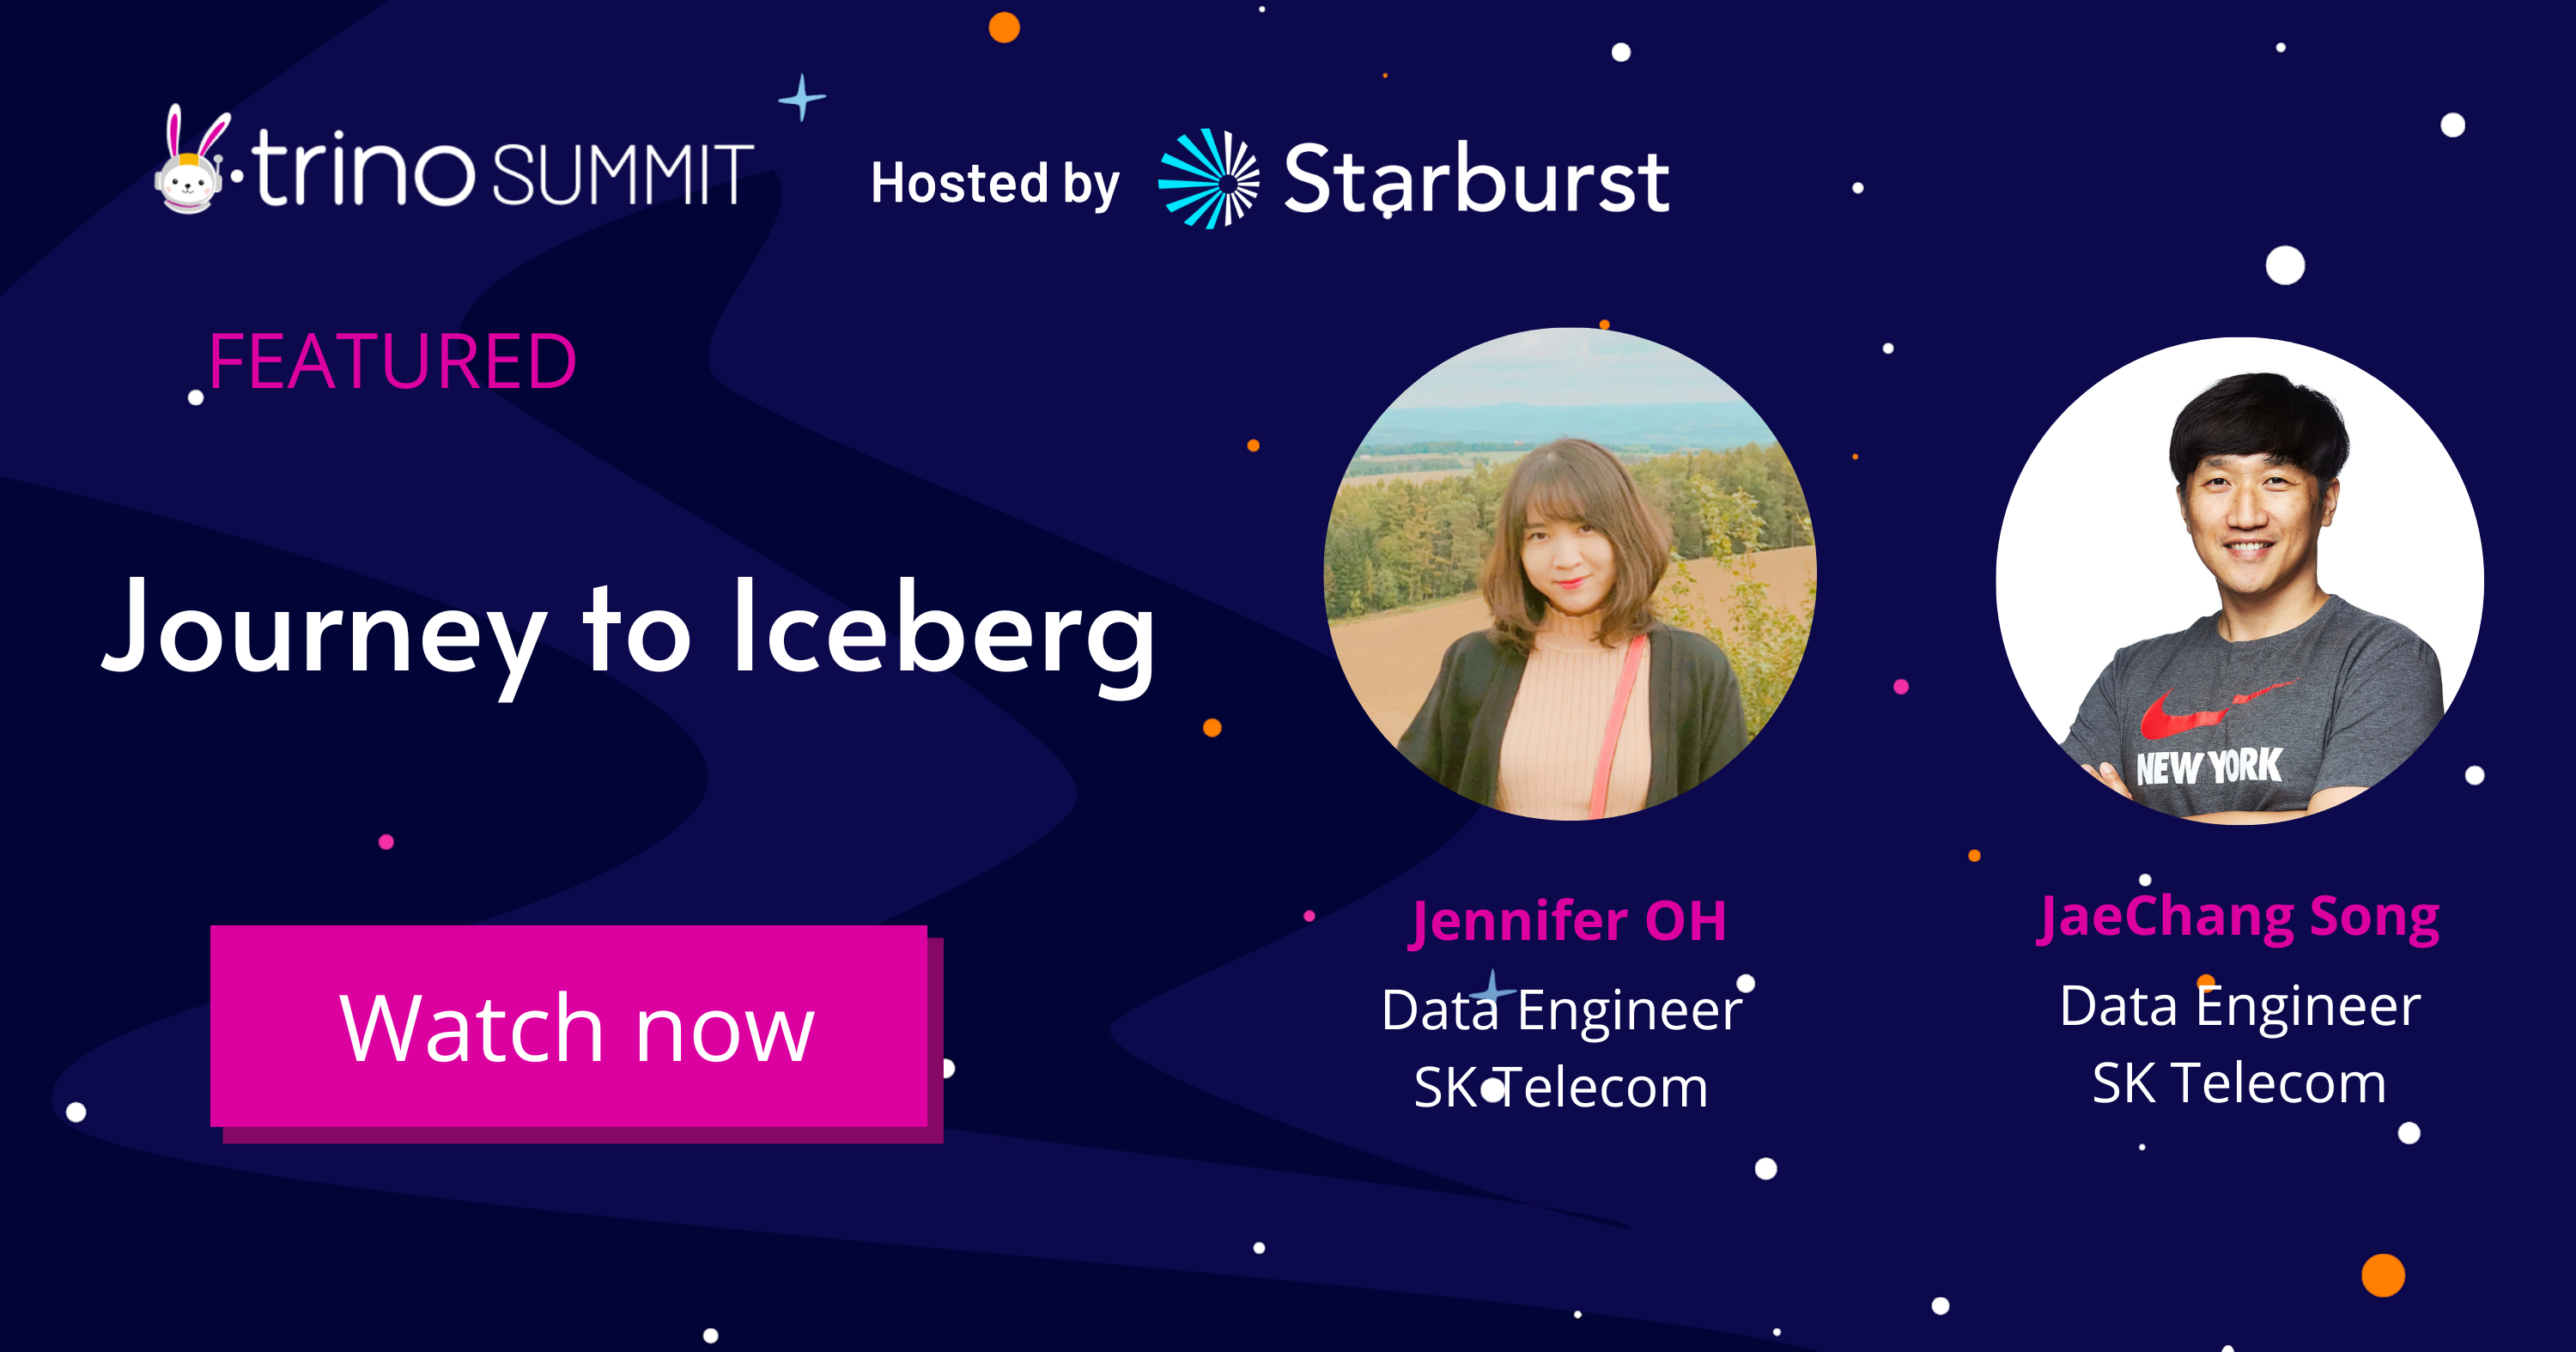 trino SUMMIT
Hosted by
Starburst
FEATURED
Journey to Iceberg
Watch now
NEW YORK
Jennifer OH
Data Engineer
SK Telecom
JaeChang Song
Data Engineer
SK Telecom